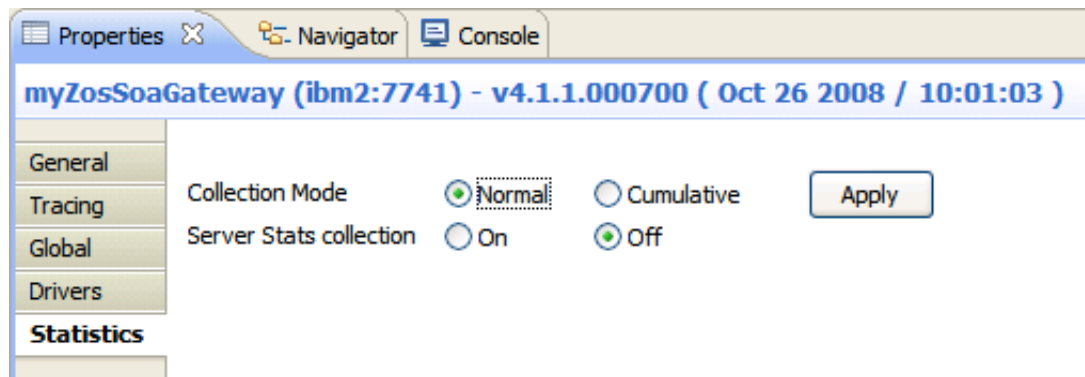 Properties Navigator Console
myZosSoaGateway (ibm2:7741) - v4.1.1.000700 ( Oct 26 2008 / 10:01:03 )
General
Collection Mode Normal Cumulative Apply
Tracing
Server Stats collection On Off
Global
Drivers
Statistics